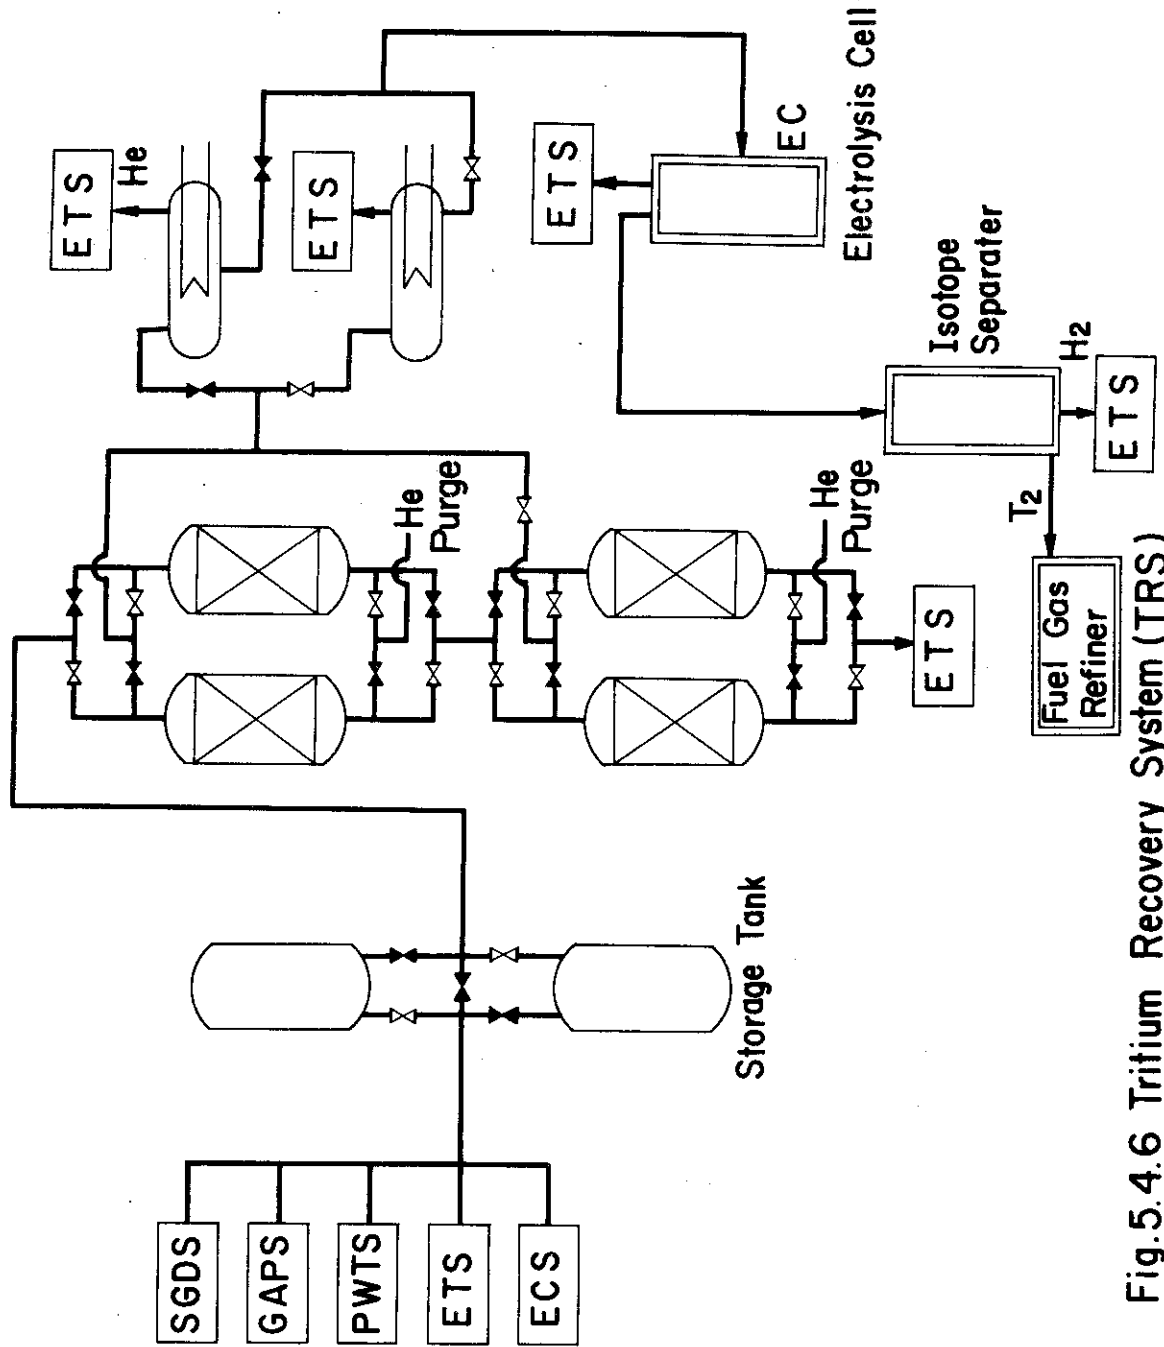 SGDS
GAPS
PWTS
ETS
ECS
Storage Tank
He
Purge
He
Purge
ETS
ETS
He
ETS
ETS
EC
Electrolysis Cell
Isotope
Separater
H2
ETS
T2
Fuel Gas
Refiner
Fig.5.4.6 Tritium Recovery System (TRS)